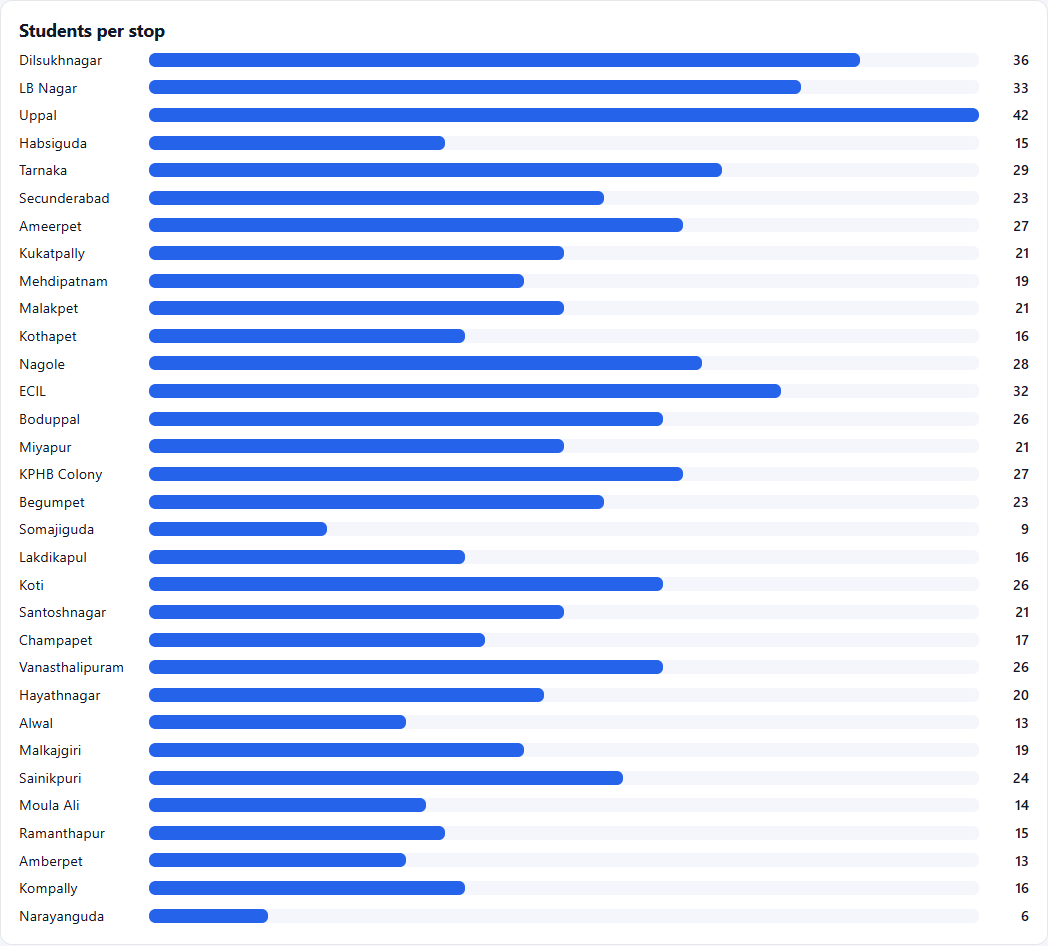 Students per stop
Dilsukhnagar 36
LB Nagar 33
Uppal 42
Habsiguda 15
Tarnaka 29
Secunderabad 23
Ameerpet 27
Kukatpally 21
Mehdipatnam 19
Malakpet 21
Kothapet 16
Nagole 28
ECIL 32
Boduppal 26
Miyapur 21
KPHB Colony 27
Begumpet 23
Somajiguda 9
Lakdikapul 16
Koti 26
Santoshnagar 21
Champapet 17
Vanasthalipuram 26
Hayathnagar 20
Alwal 13
Malkajgiri 19
Sainikpuri 24
Moula Ali 14
Ramanthapur 15
Amberpet 13
Kompally 16
Narayanguda 6